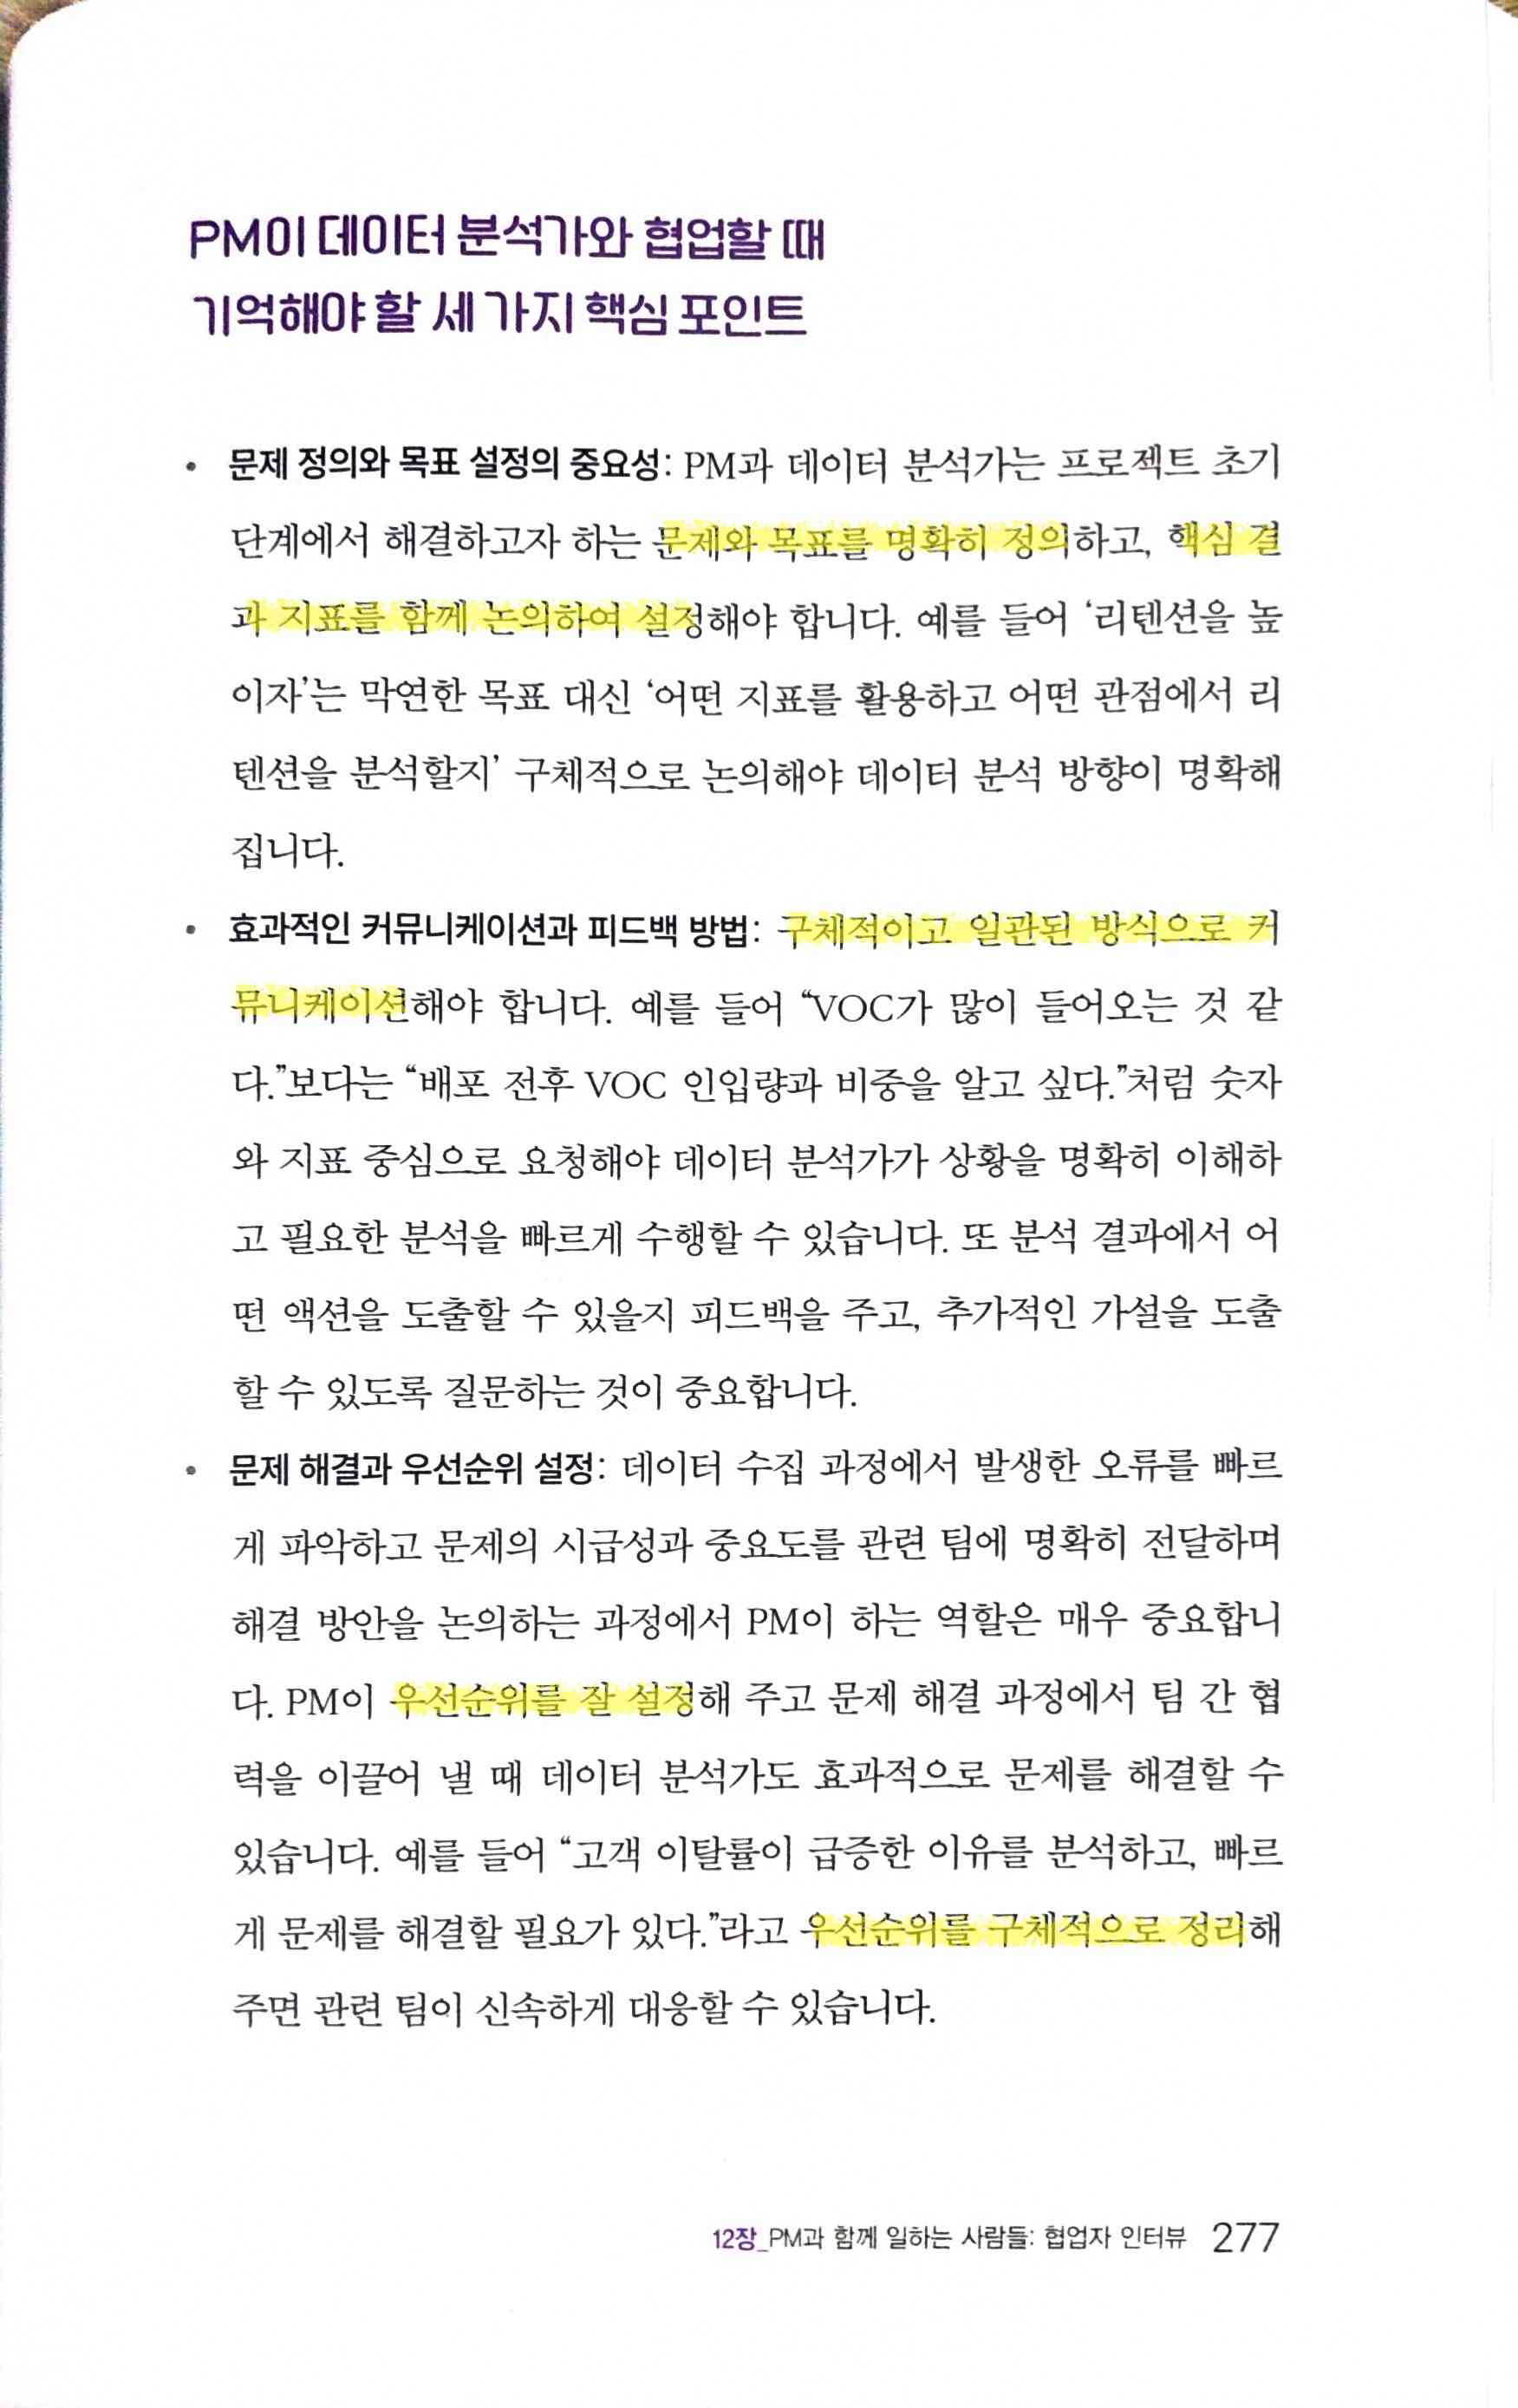 PM이 데이터 분석가와 협업할 때
기억해야 할 세 가지 핵심 포인트
• 문제 정의와 목표 설정의 중요성: PM과 데이터 분석가는 프로젝트 초기
단계에서 해결하고자 하는 문제와 목표를 명확히 정의하고, 핵심 결
과 지표를 함께 논의하여 설정해야 합니다. 예를 들어 ‘리텐션을 높
이자’는 막연한 목표 대신 ‘어떤 지표를 활용하고 어떤 관점에서 리
텐션을 분석할지’ 구체적으로 논의해야 데이터 분석 방향이 명확해
집니다.
• 효과적인 커뮤니케이션과 피드백 방법: 구체적이고 일관된 방식으로 커
뮤니케이션해야 합니다. 예를 들어 “VOC가 많이 들어오는 것 같
다.”보다는 “배포 전후 VOC 인입량과 비중을 알고 싶다.”처럼 숫자
와 지표 중심으로 요청해야 데이터 분석가가 상황을 명확히 이해하
고 필요한 분석을 빠르게 수행할 수 있습니다. 또 분석 결과에서 어
떤 액션을 도출할 수 있을지 피드백을 주고, 추가적인 가설을 도출
할 수 있도록 질문하는 것이 중요합니다.
• 문제 해결과 우선순위 설정: 데이터 수집 과정에서 발생한 오류를 빠르
게 파악하고 문제의 시급성과 중요도를 관련 팀에 명확히 전달하며
해결 방안을 논의하는 과정에서 PM이 하는 역할은 매우 중요합니
다. PM이 우선순위를 잘 설정해 주고 문제 해결 과정에서 팀 간 협
력을 이끌어 낼 때 데이터 분석가도 효과적으로 문제를 해결할 수
있습니다. 예를 들어 “고객 이탈률이 급증한 이유를 분석하고, 빠르
게 문제를 해결할 필요가 있다.”라고 우선순위를 구체적으로 정리해
주면 관련 팀이 신속하게 대응할 수 있습니다.
12장_PM과 함께 일하는 사람들: 협업자 인터뷰 277